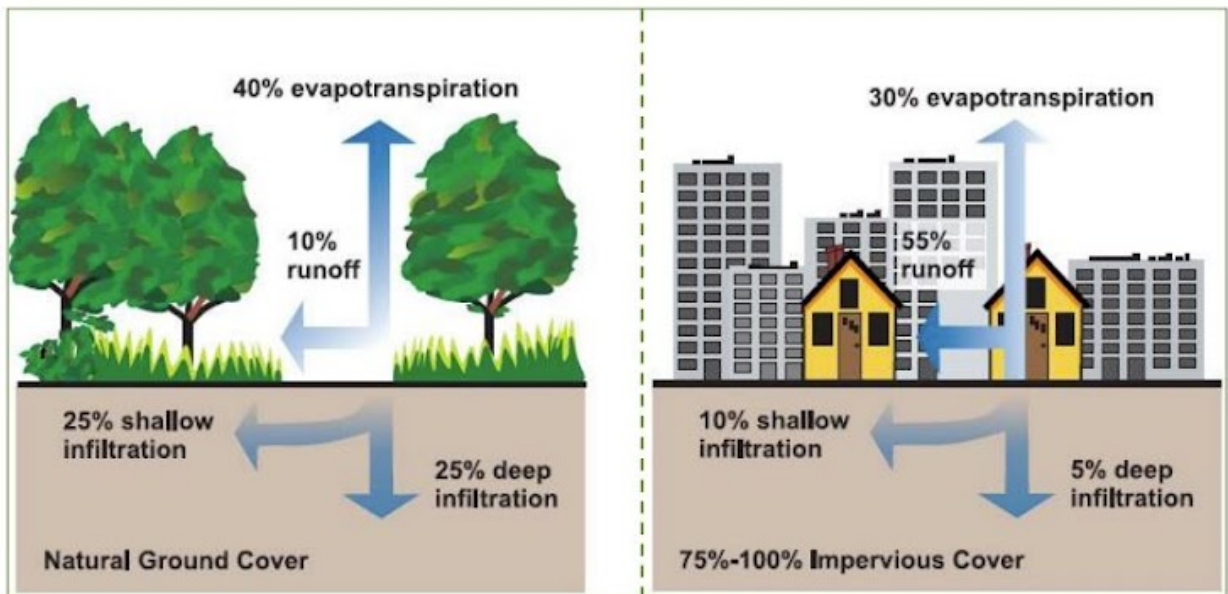 40% evapotranspiration
10%
runoff
25% shallow
infiltration
25% deep
infiltration
Natural Ground Cover
30% evapotranspiration
55%
runoff
10% shallow
infiltration
5% deep
infiltration
75%-100% Impervious Cover